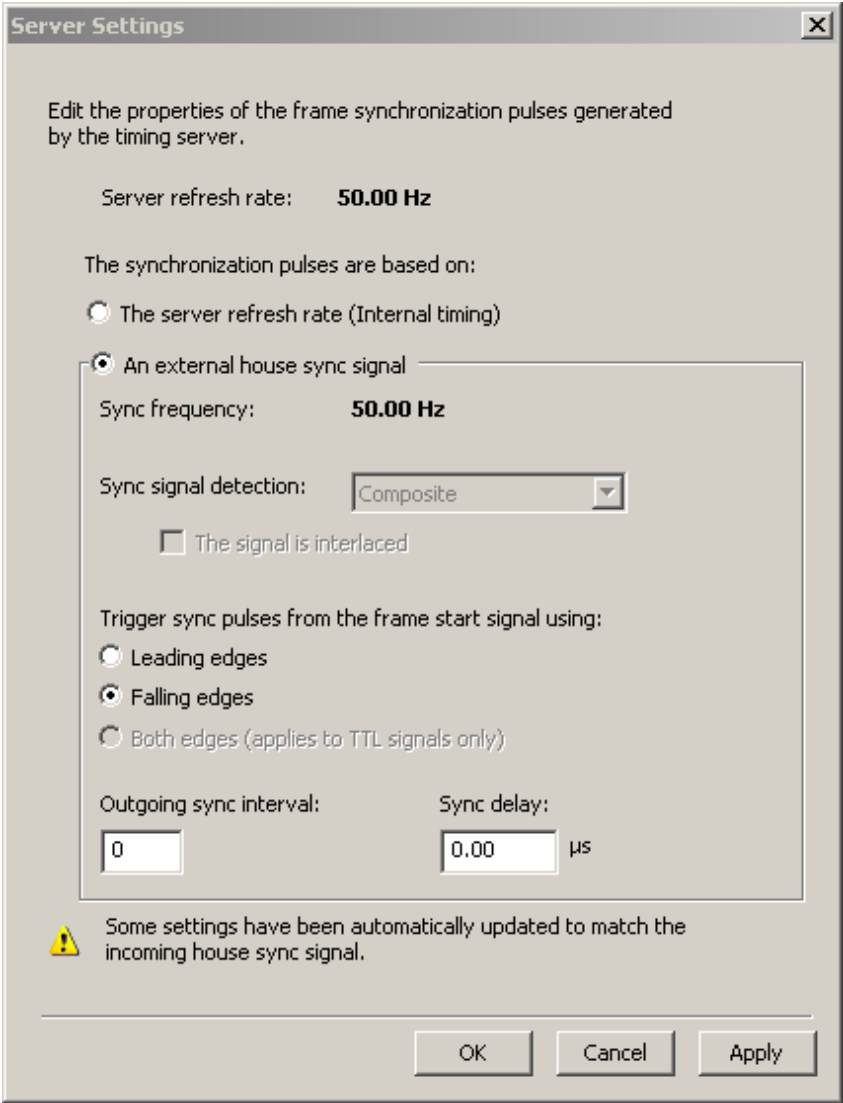 Server Settings
Edit the properties of the frame synchronization pulses generated
by the timing server.
Server refresh rate: 50.00 Hz
The synchronization pulses are based on:
The server refresh rate (Internal timing)
An external house sync signal
Sync frequency: 50.00 Hz
Sync signal detection: Composite
The signal is interlaced
Trigger sync pulses from the frame start signal using:
Leading edges
Falling edges
Both edges (applies to TTL signals only)
Outgoing sync interval: Sync delay:
0 0.00 µs
Some settings have been automatically updated to match the
incoming house sync signal.
OK Cancel Apply